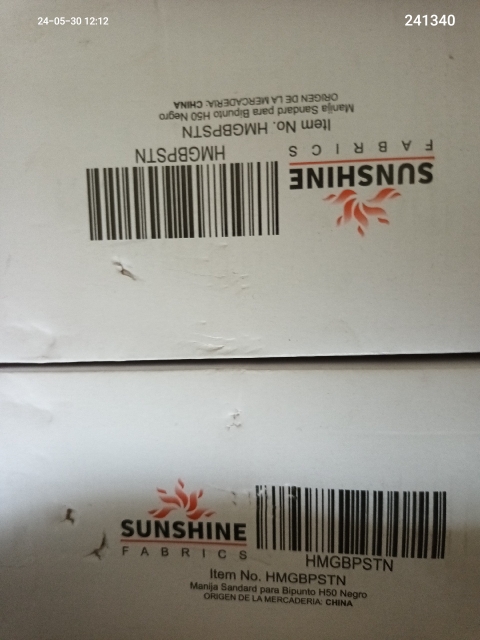 24-05-30 12:12
241340
SUNSHINE
FABRICS
HMGBPSTN
Item No. HMGBPSTN
Manija Sandard para Bipunto H50 Negro
ORIGEN DE LA MERCADERIA: CHINA
SUNSHINE
FABRICS
HMGBPSTN
Item No. HMGBPSTN
Manija Sandard para Bipunto H50 Negro
ORIGEN DE LA MERCADERIA: CHINA